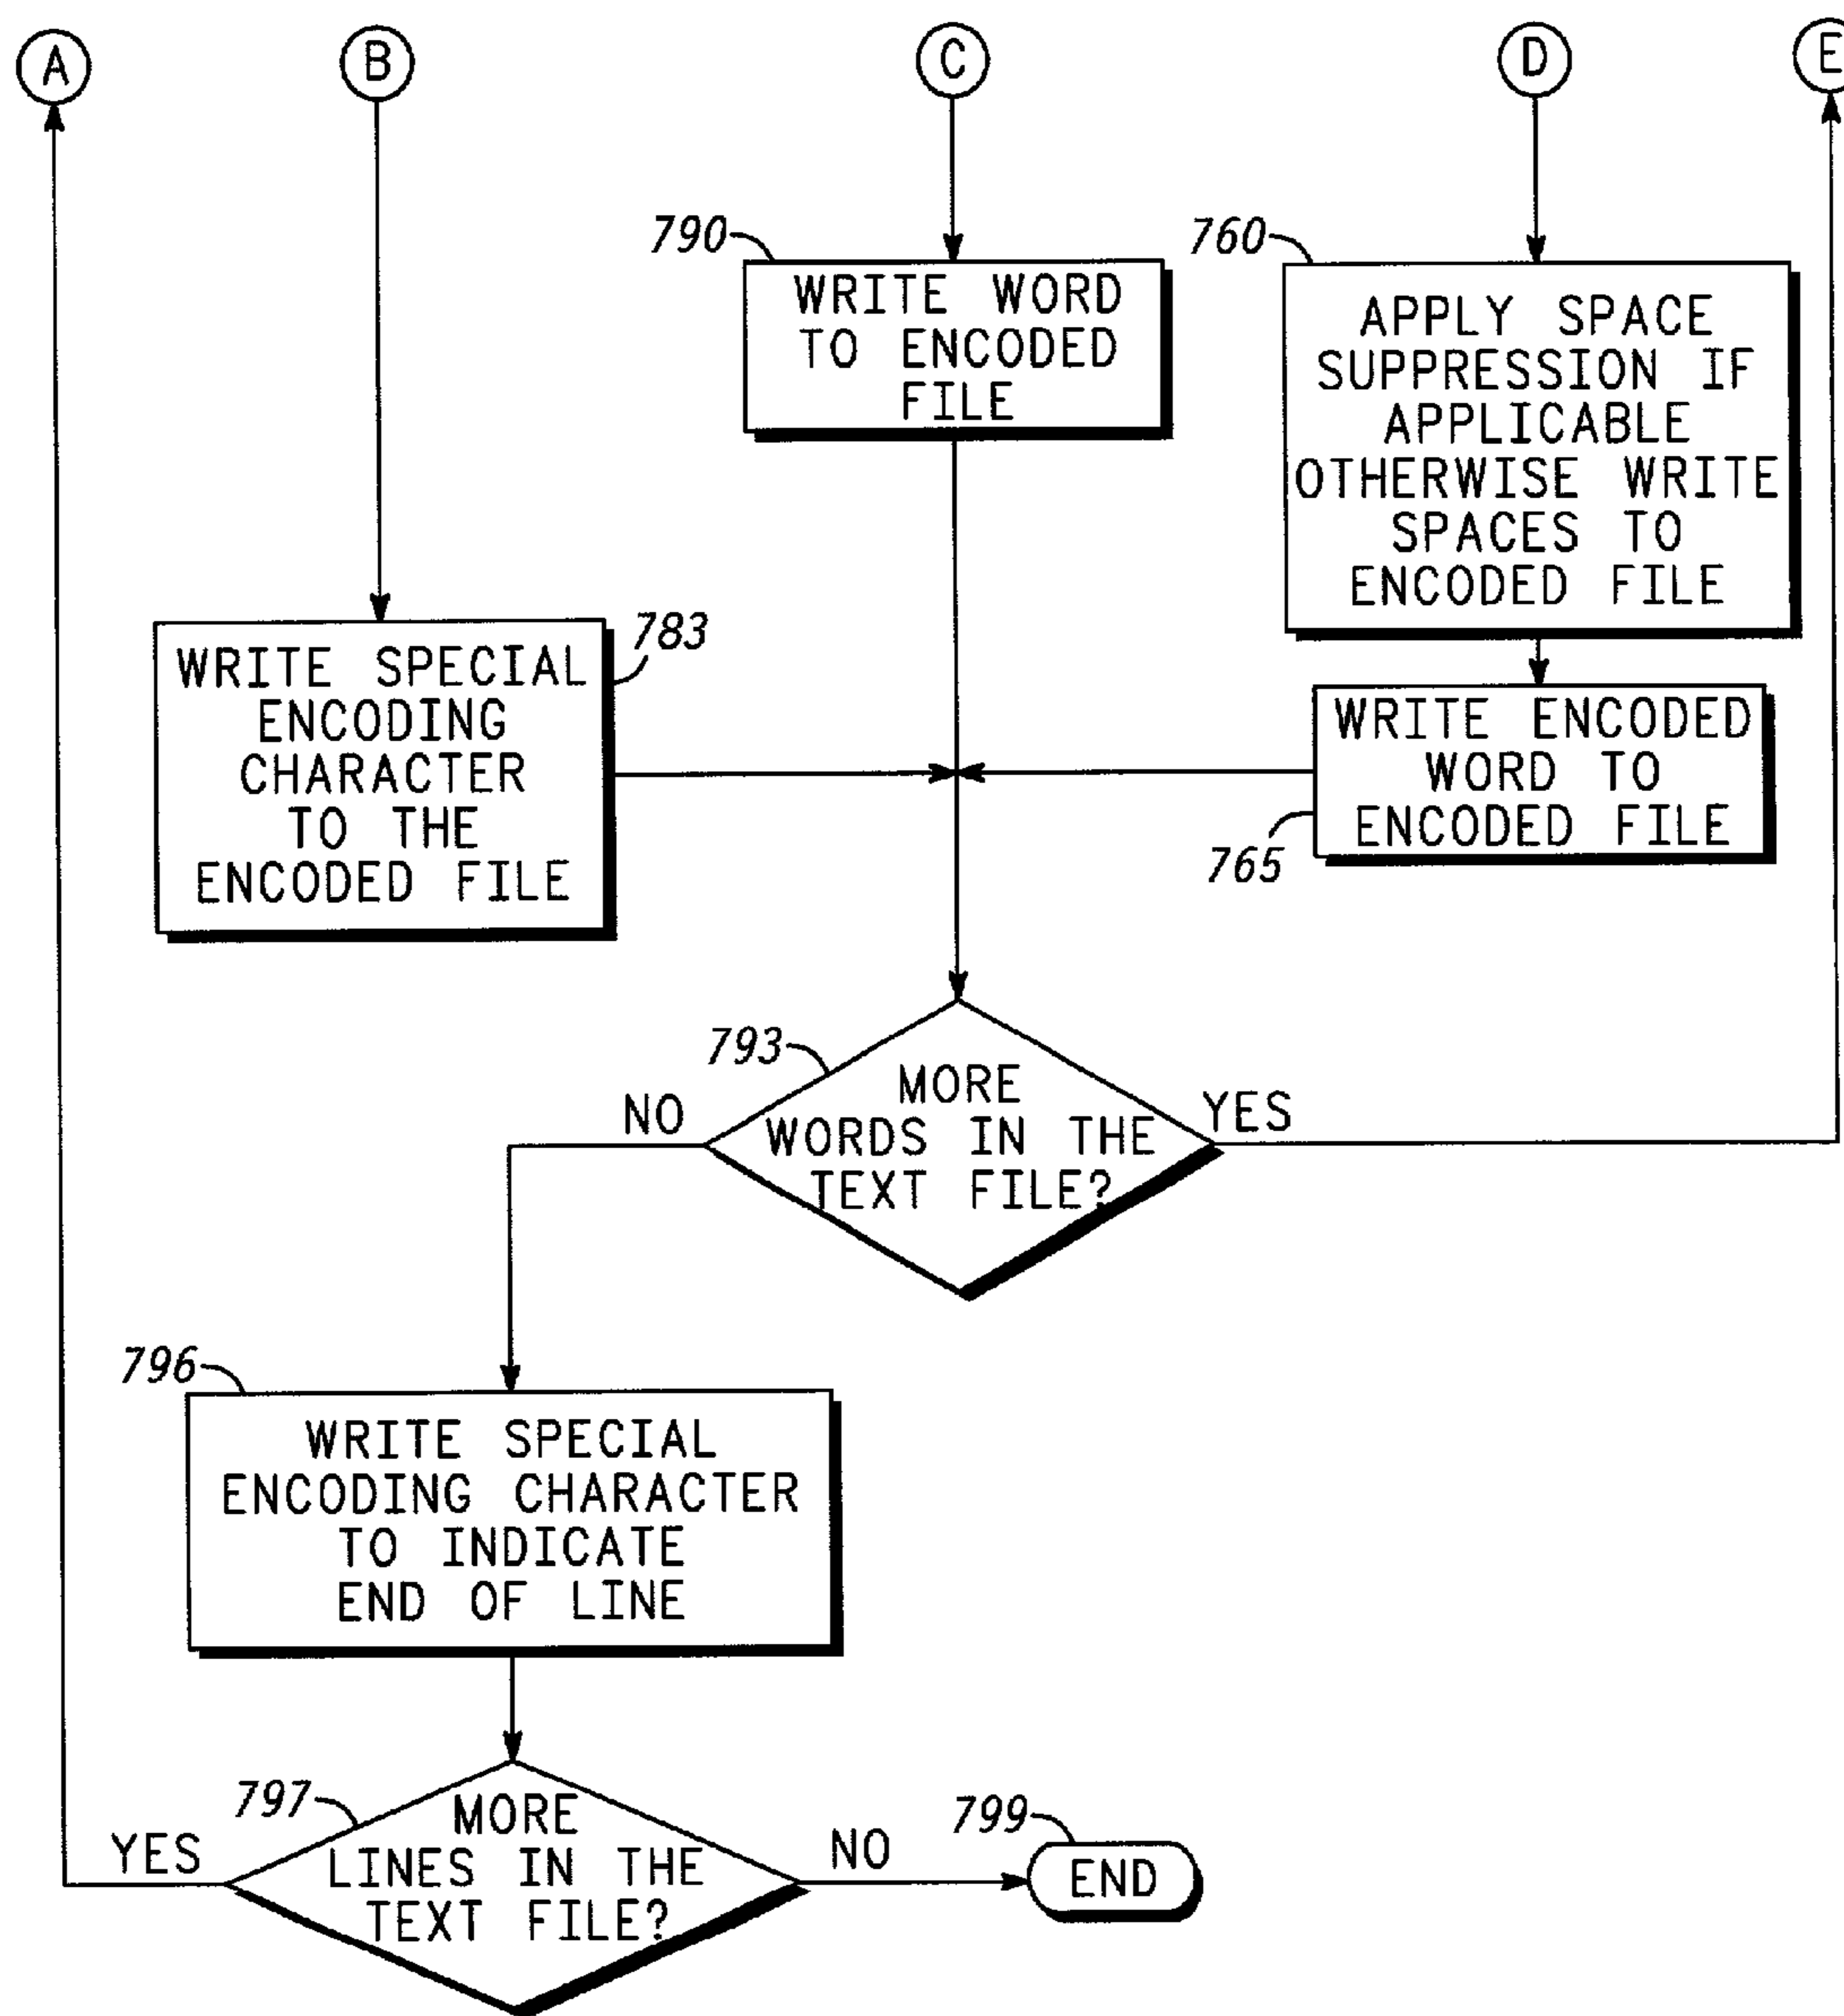 A
B
C
D
E
790
WRITE WORD
TO ENCODED
FILE
760
APPLY SPACE
SUPPRESSION IF
APPLICABLE
OTHERWISE WRITE
SPACES TO
ENCODED FILE
783
WRITE SPECIAL
ENCODING
CHARACTER
TO THE
ENCODED FILE
WRITE ENCODED
WORD TO
ENCODED FILE
765
793
MORE
WORDS IN THE
TEXT FILE?
NO
YES
796
WRITE SPECIAL
ENCODING CHARACTER
TO INDICATE
END OF LINE
797
MORE
LINES IN THE
TEXT FILE?
YES
NO
799
END